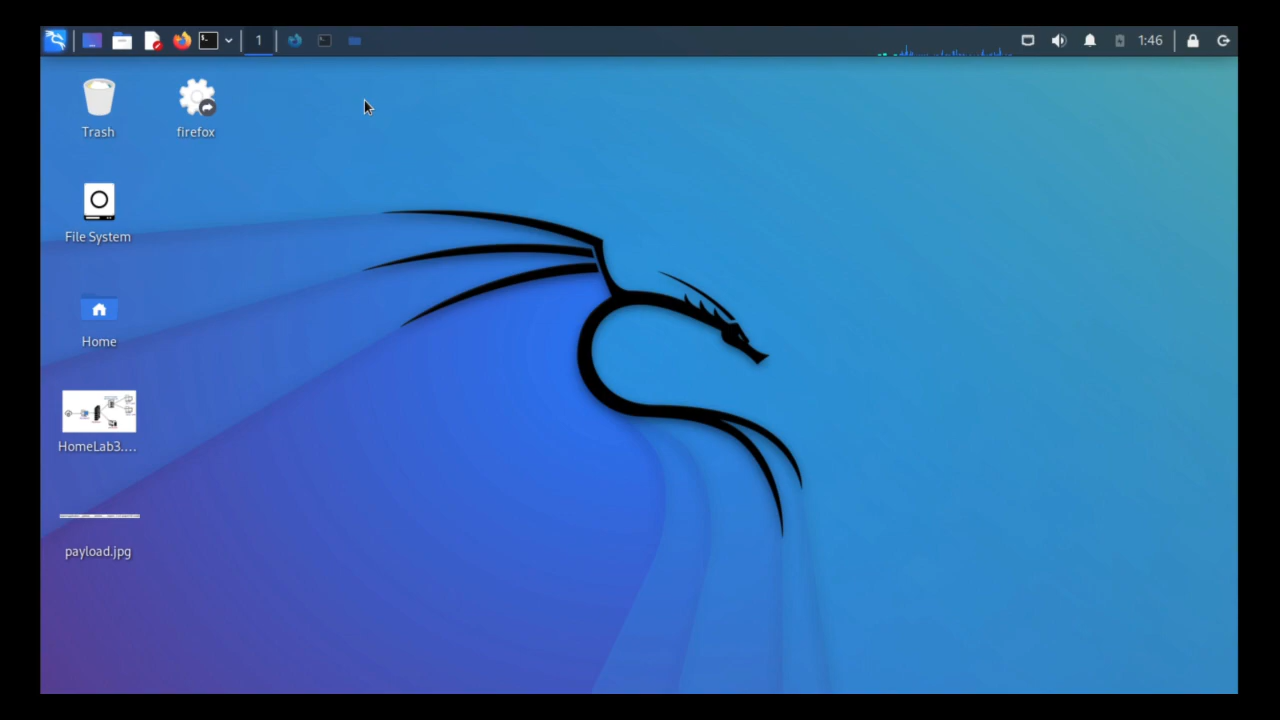 1
1:46
Trash
firefox
File System
Home
HomeLab3....
payload.jpg